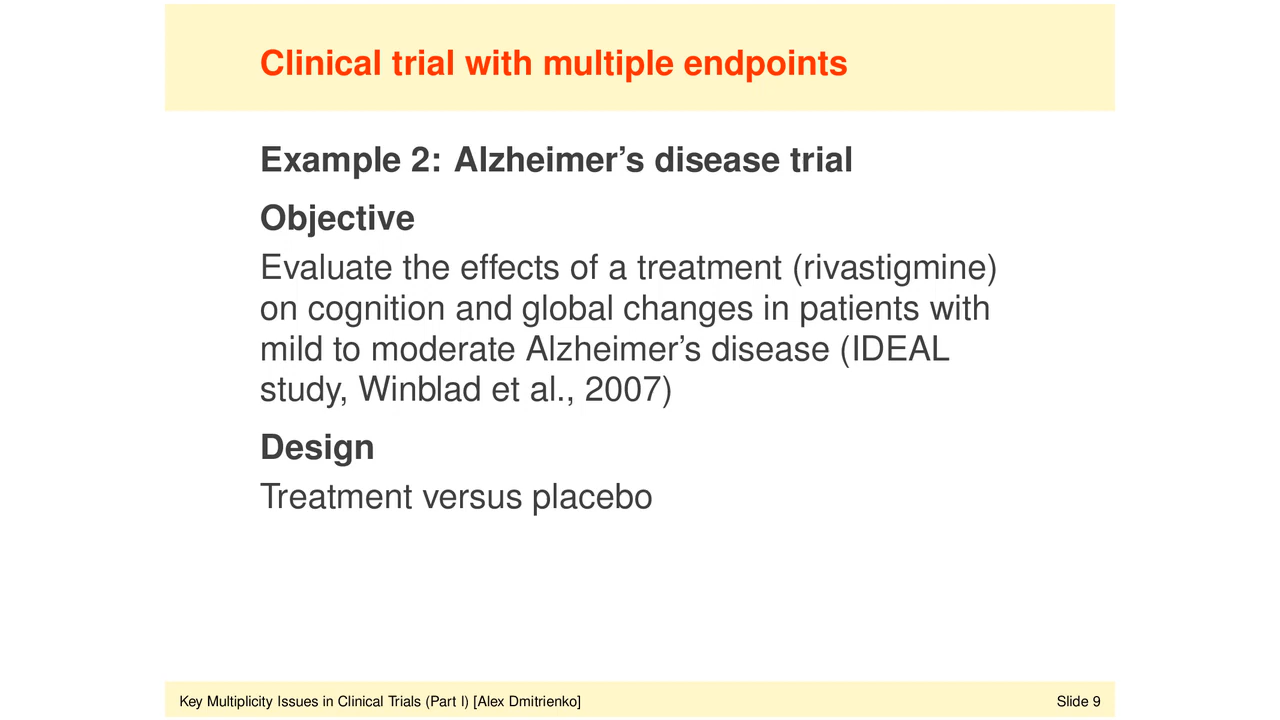 Clinical trial with multiple endpoints
Example 2: Alzheimer’s disease trial
Objective
Evaluate the effects of a treatment (rivastigmine)
on cognition and global changes in patients with
mild to moderate Alzheimer’s disease (IDEAL
study, Winblad et al., 2007)
Design
Treatment versus placebo
Key Multiplicity Issues in Clinical Trials (Part I) [Alex Dmitrienko]
Slide 9